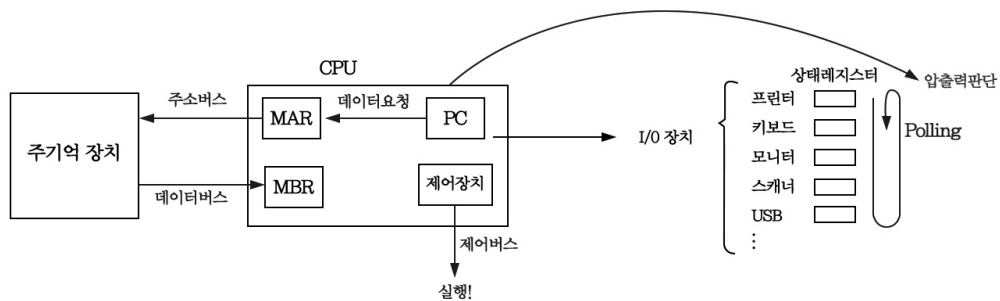 CPU
상태레지스터
압출력판단
주소버스
데이터요청
프린터
MAR
PC
키보드
Polling
I/0 장치
주기억 장치
모니터
MBR
제어장치
스캐너
데이터버스
USB
제어버스
⋮
실행!